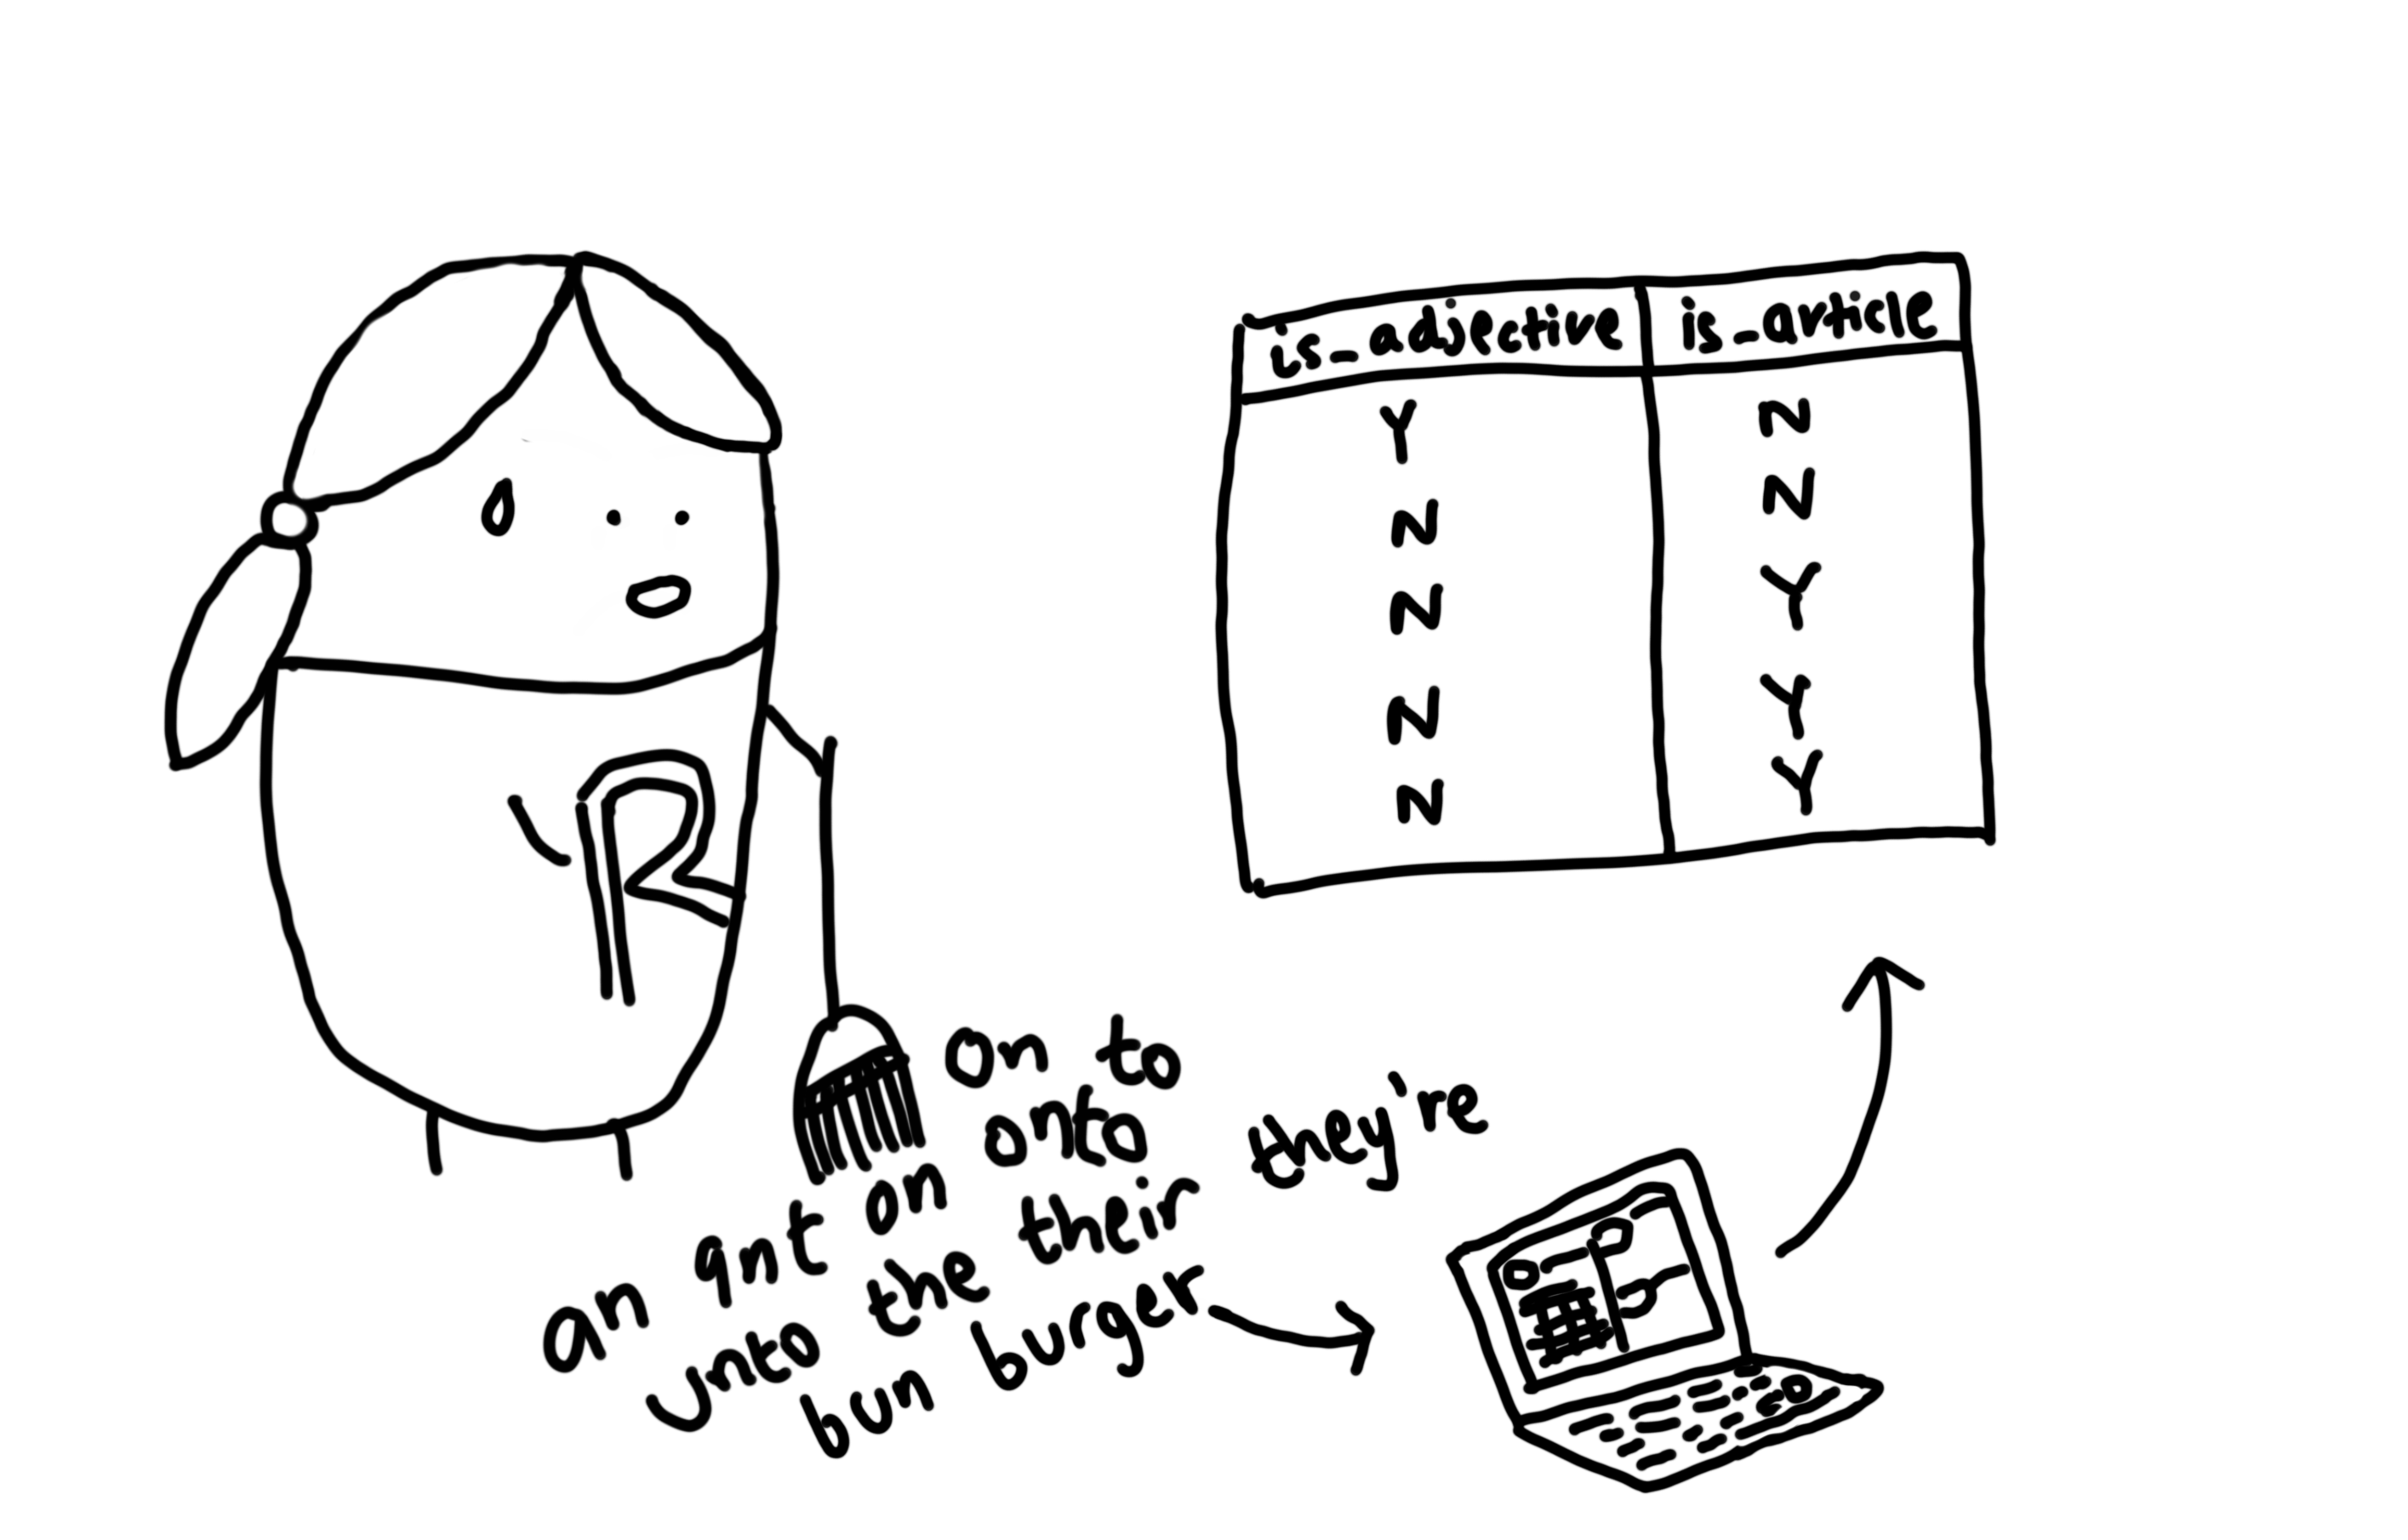 is_adjective is_article
Y N
N N
N Y
N Y
N Y
R
on to
onto they're
an ant on
unto the their
bun burger